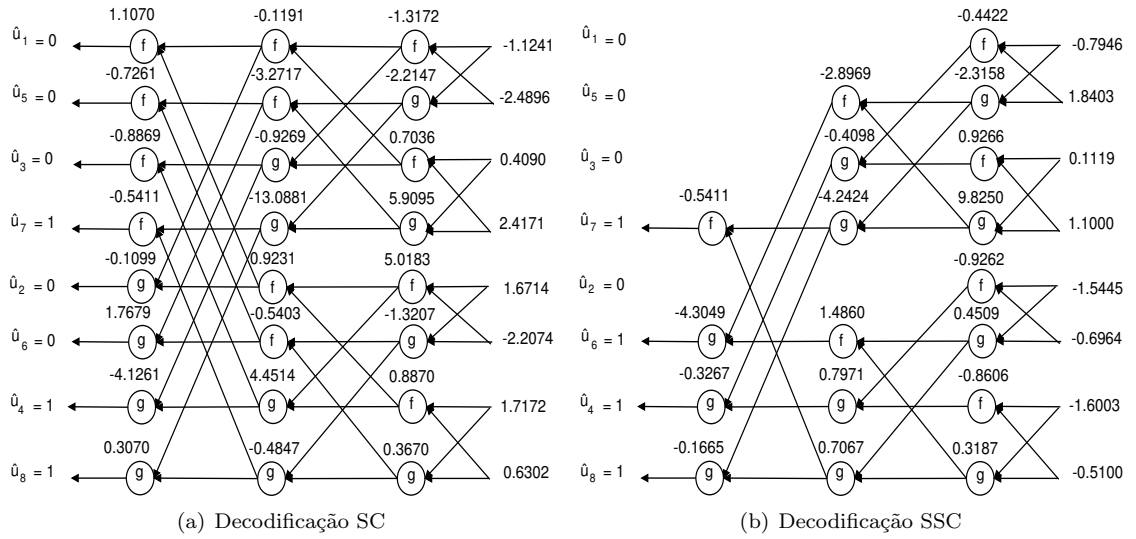 1.1070 -0.1191 -1.3172
û1 = 0 f f f -1.1241
-0.7261 -3.2717 -2.2147
û5 = 0 f f g -2.4896
-0.8869 -0.9269 0.7036
û3 = 0 f g f 0.4090
-0.5411 -13.0881 5.9095
û7 = 1 f g g 2.4171
-0.1099 0.9231 5.0183
û2 = 0 g f f 1.6714
1.7679 -0.5403 -1.3207
û6 = 0 g f g -2.2074
-4.1261 4.4514 0.8870
û4 = 1 g g f 1.7172
0.3070 -0.4847 0.3670
û8 = 1 g g g 0.6302
(a) Decodificação SC
-0.4422
û1 = 0 f -0.7946
-2.8969 -2.3158
û5 = 0 f g 1.8403
-0.4098 0.9266
û3 = 0 g f 0.1119
-0.5411 -4.2424 9.8250
û7 = 1 f g g 1.1000
-0.9262
û2 = 0 f -1.5445
-4.3049 1.4860 0.4509
û6 = 1 g f g -0.6964
-0.3267 0.7971 -0.8606
û4 = 1 g g f -1.6003
-0.1665 0.7067 0.3187
û8 = 1 g g g -0.5100
(b) Decodificação SSC